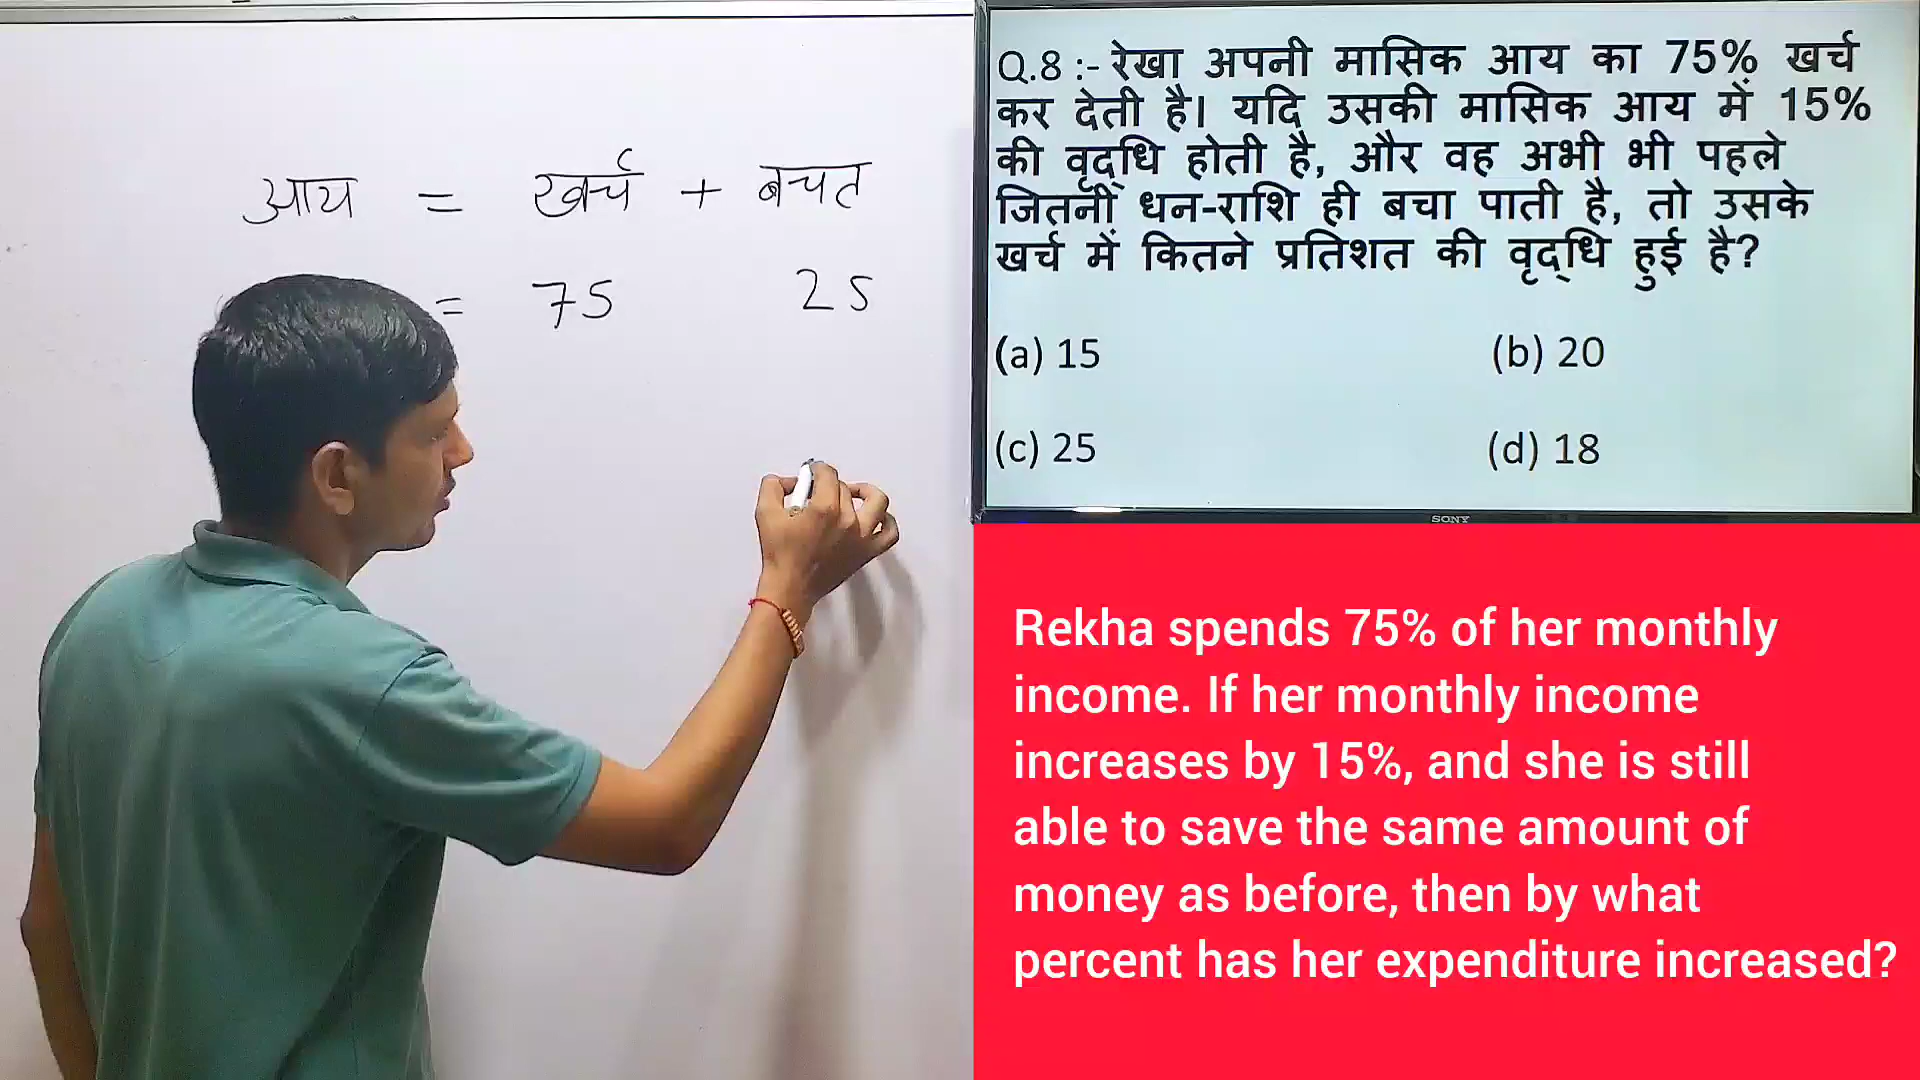 आय = खर्च + बचत
= 75 25
Q.8 :- रेखा अपनी मासिक आय का 75% खर्च
कर देती है। यदि उसकी मासिक आय में 15%
की वृद्धि होती है, और वह अभी भी पहले
जितनी धन-राशि ही बचा पाती है, तो उसके
खर्च में कितने प्रतिशत की वृद्धि हुई है?
(a) 15 (b) 20
(c) 25 (d) 18
SONY
Rekha spends 75% of her monthly
income. If her monthly income
increases by 15%, and she is still
able to save the same amount of
money as before, then by what
percent has her expenditure increased?